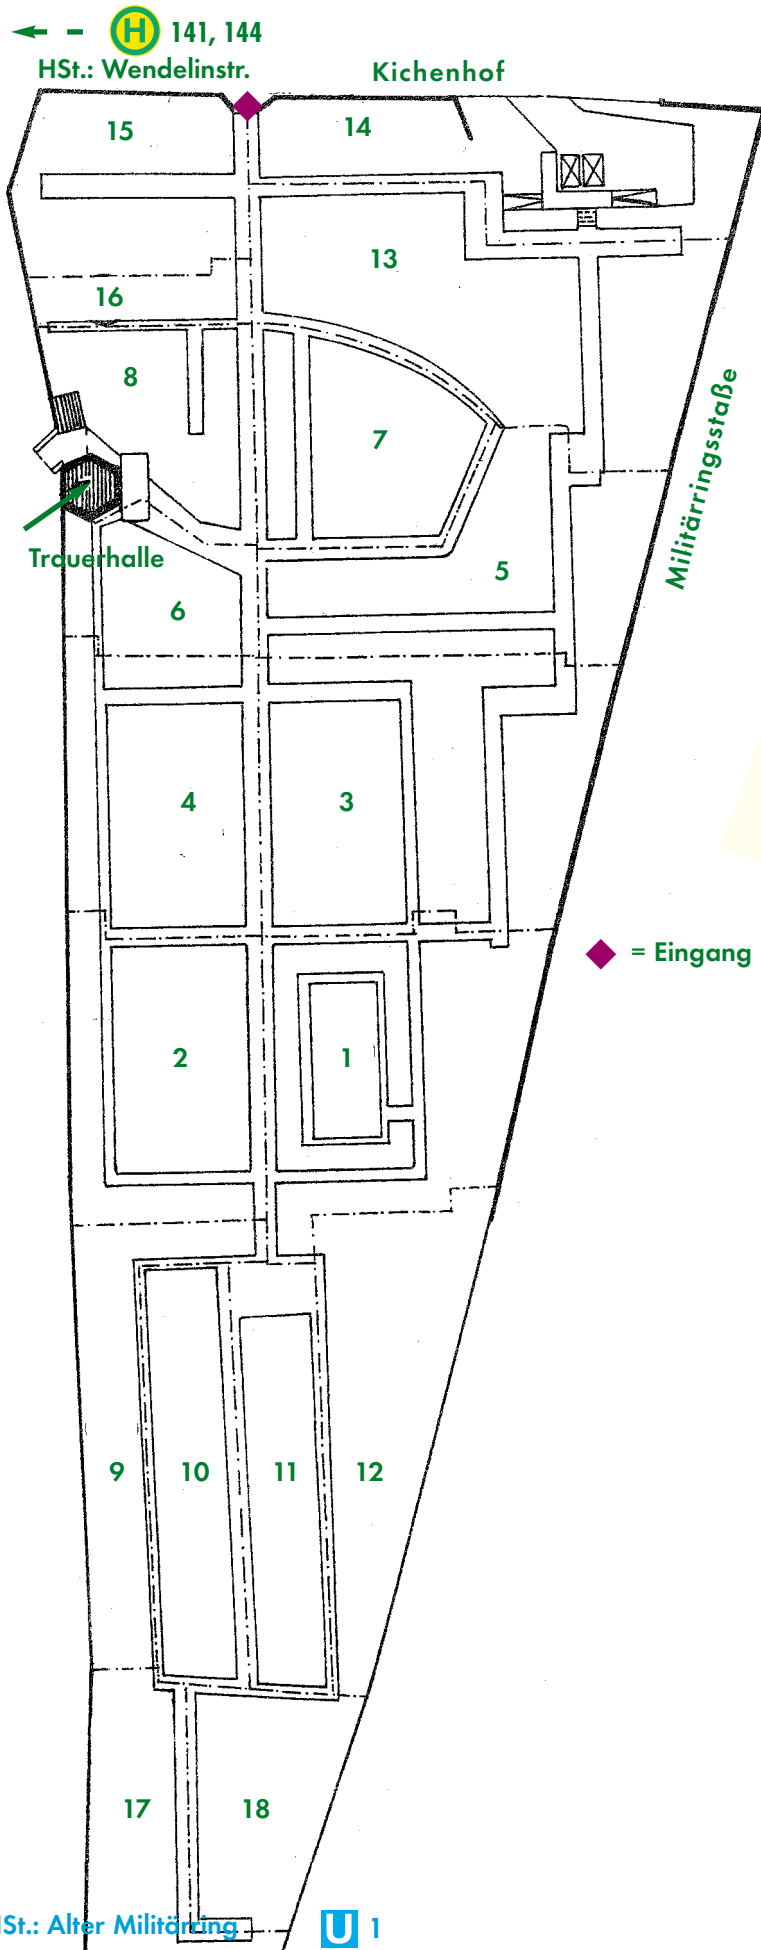 H 141, 144
HSt.: Wendelinstr.
Kichenhof
15
14
13
16
8
7
Militärringsstaße
Trauerhalle
5
6
4
3
= Eingang
2
1
9
10
11
12
17
18
HSt.: Alter Militärring
U 1